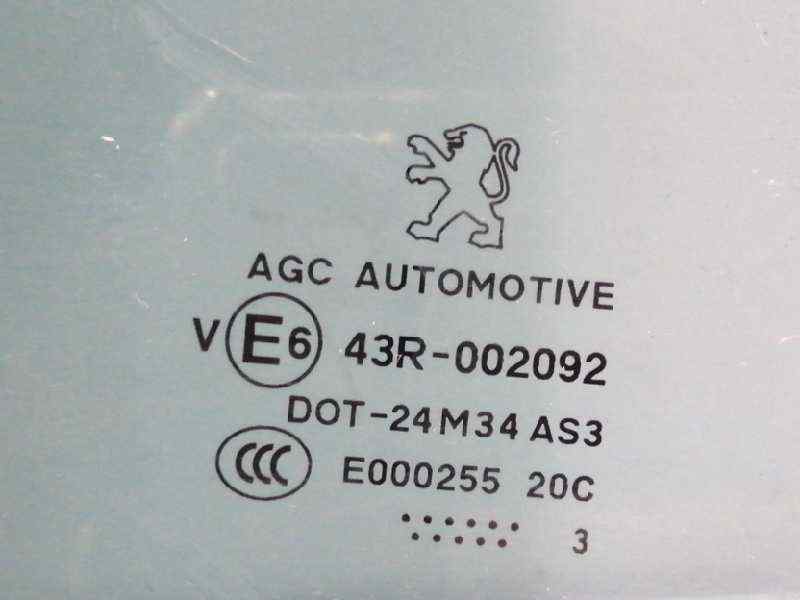 AGC AUTOMOTIVE
V E6 43R-002092
DOT-24M34 AS3
CCC E000255 20C
3